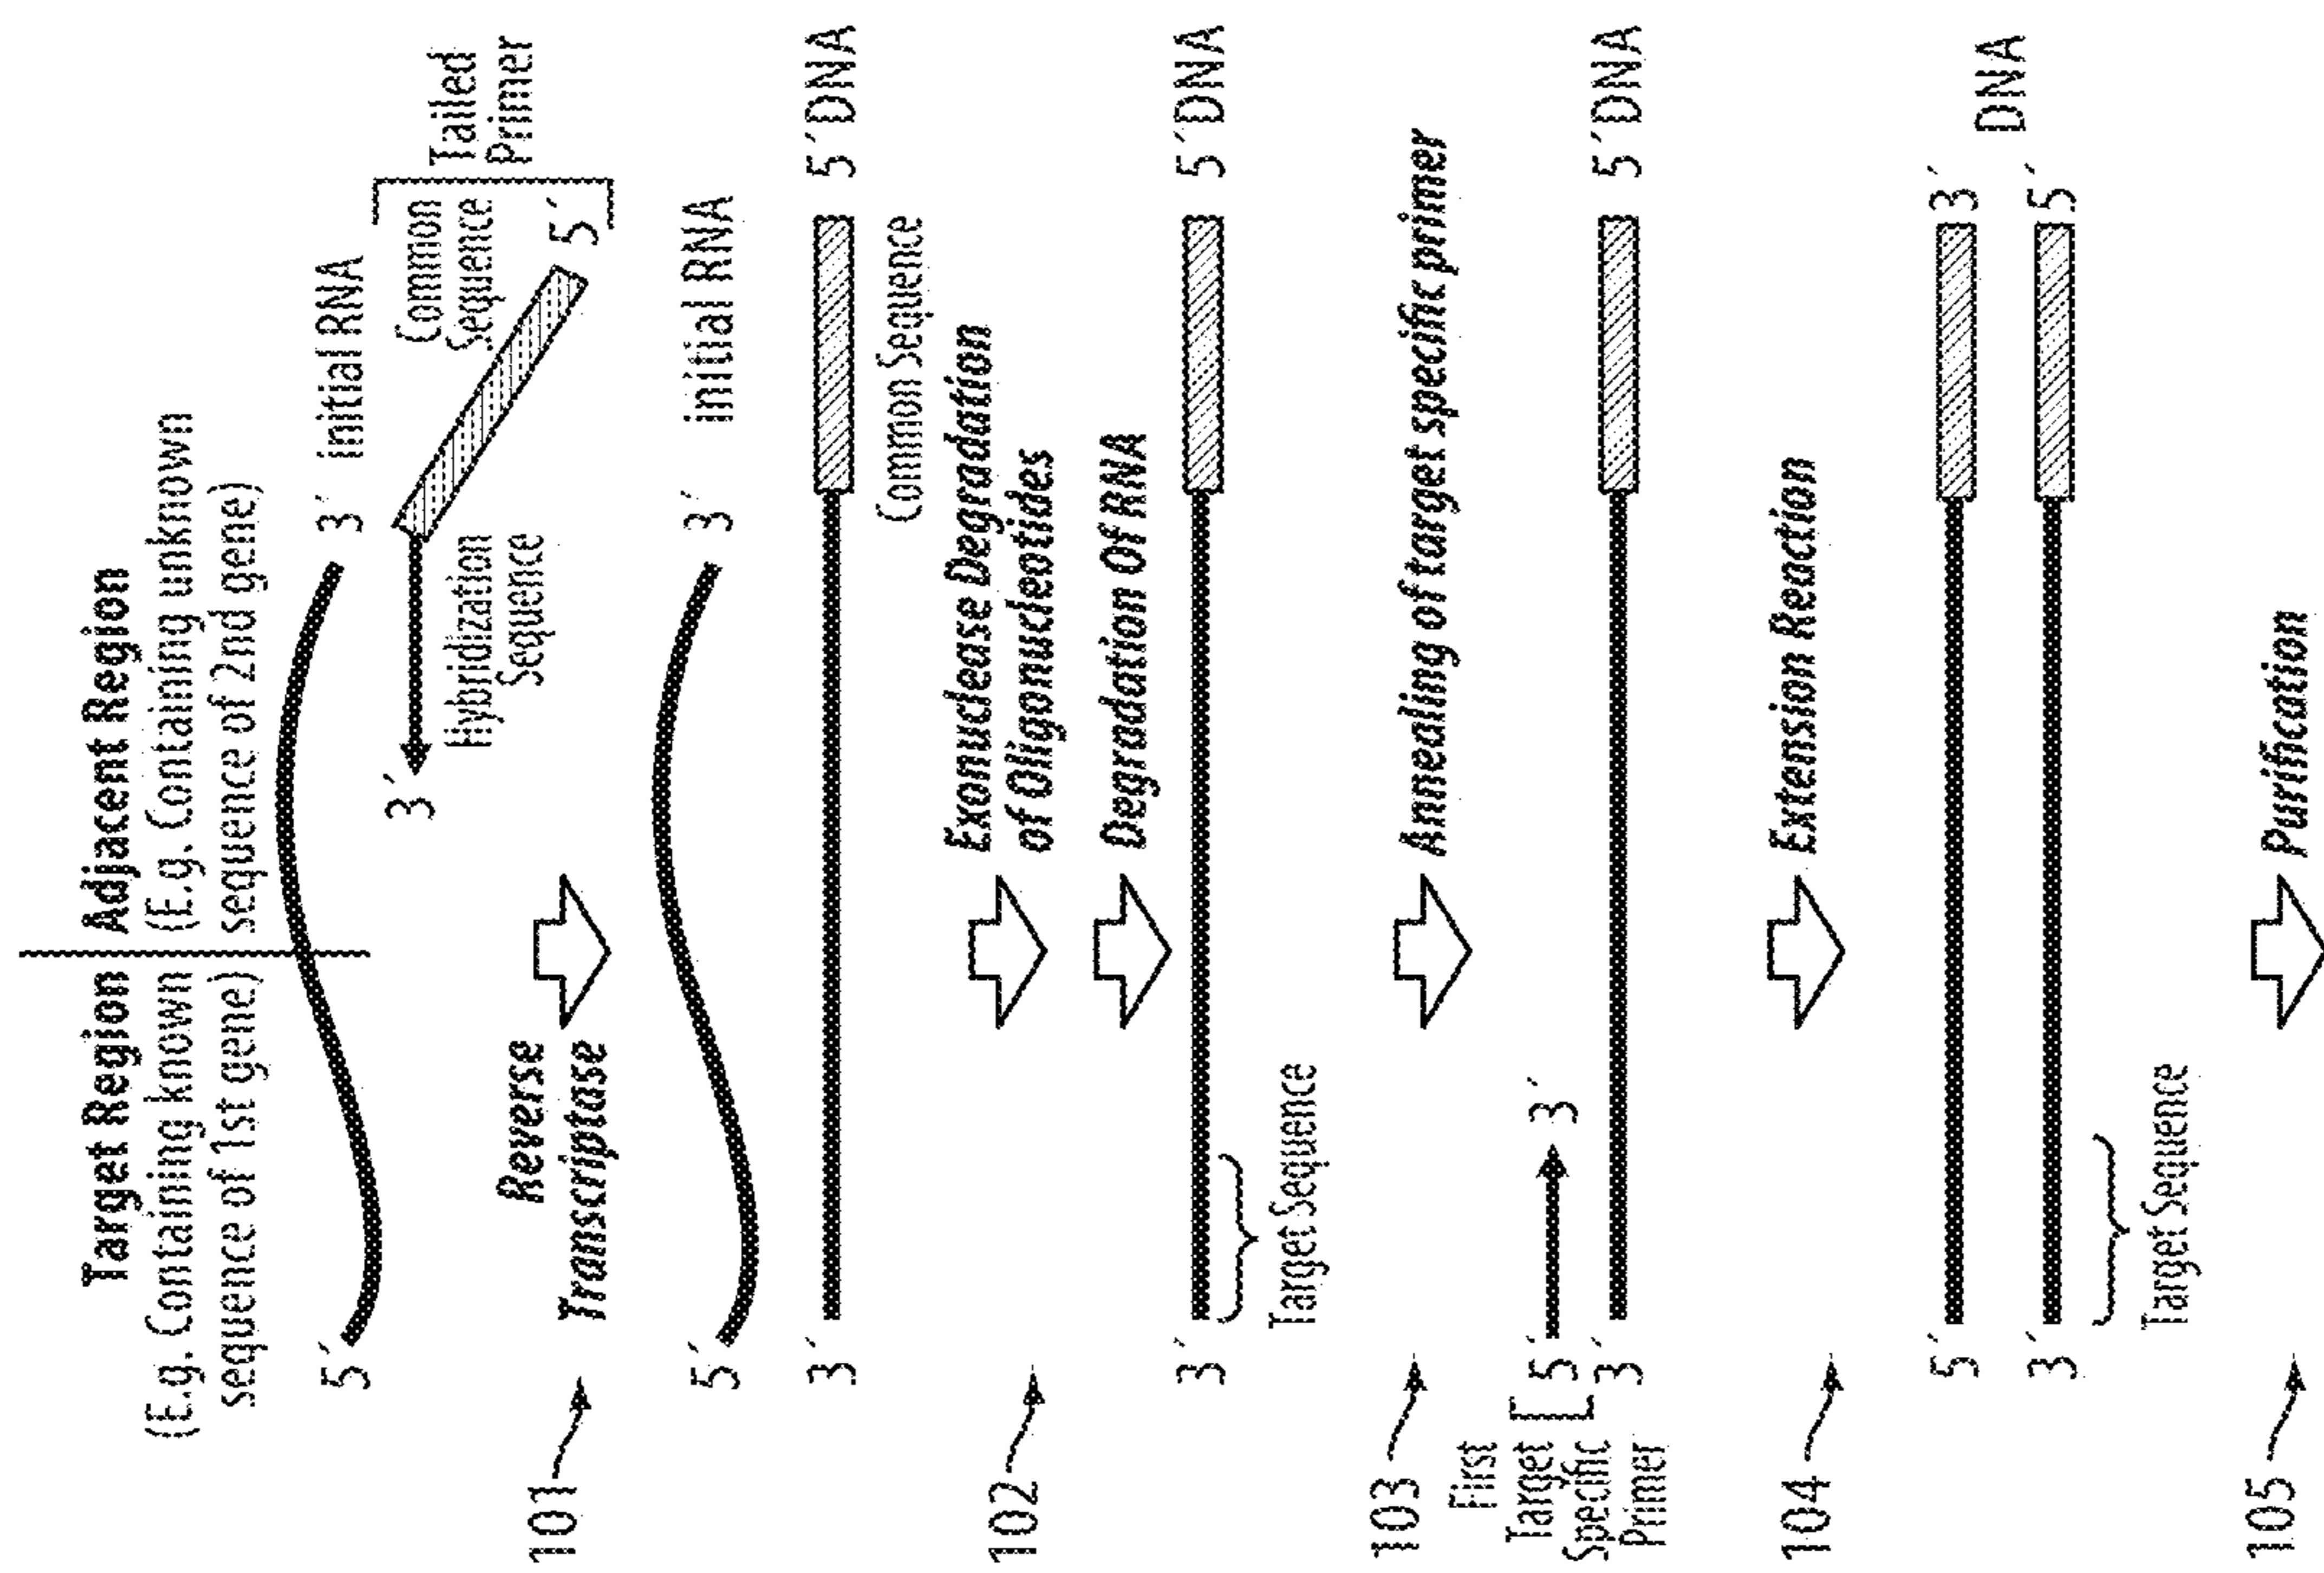 Target Region
(E.g. Containing known
sequence of 1st gene)
Adjacent Region
(E.g. Containing unknown
sequence of 2nd gene)
5´
3´ initial RNA
3´
Hybridization
Sequence
Common
Sequence
5´
Tailed
Primer
101
Reverse
Transcriptase
5´
3´ initial RNA
3´
5´DNA
Common Sequence
102
Exonuclease Degradation
of Oligonucleotides
Degradation Of RNA
3´
5´DNA
Target Sequence
103
Annealing of target specific primer
First
Target
Specific
Primer
5´
3´
3´
5´DNA
104
Extension Reaction
5´
3´
3´
5´
DNA
Target Sequence
105
Purification